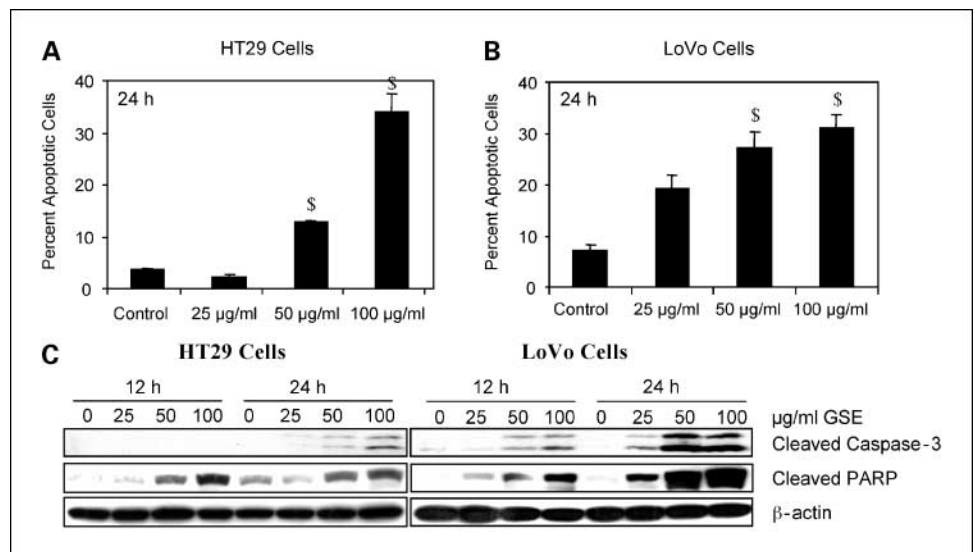 A
HT29 Cells
Percent Apoptotic Cells
40
30
20
10
0
24 h
$
$
Control
25 µg/ml
50 µg/ml
100 µg/ml
B
LoVo Cells
Percent Apoptotic Cells
40
30
20
10
0
24 h
$
$
Control
25 µg/ml
50 µg/ml
100 µg/ml
C
HT29 Cells
LoVo Cells
12 h
24 h
12 h
24 h
0 25 50 100 0 25 50 100 0 25 50 100 0 25 50 100 µg/ml GSE
Cleaved Caspase-3
Cleaved PARP
β-actin